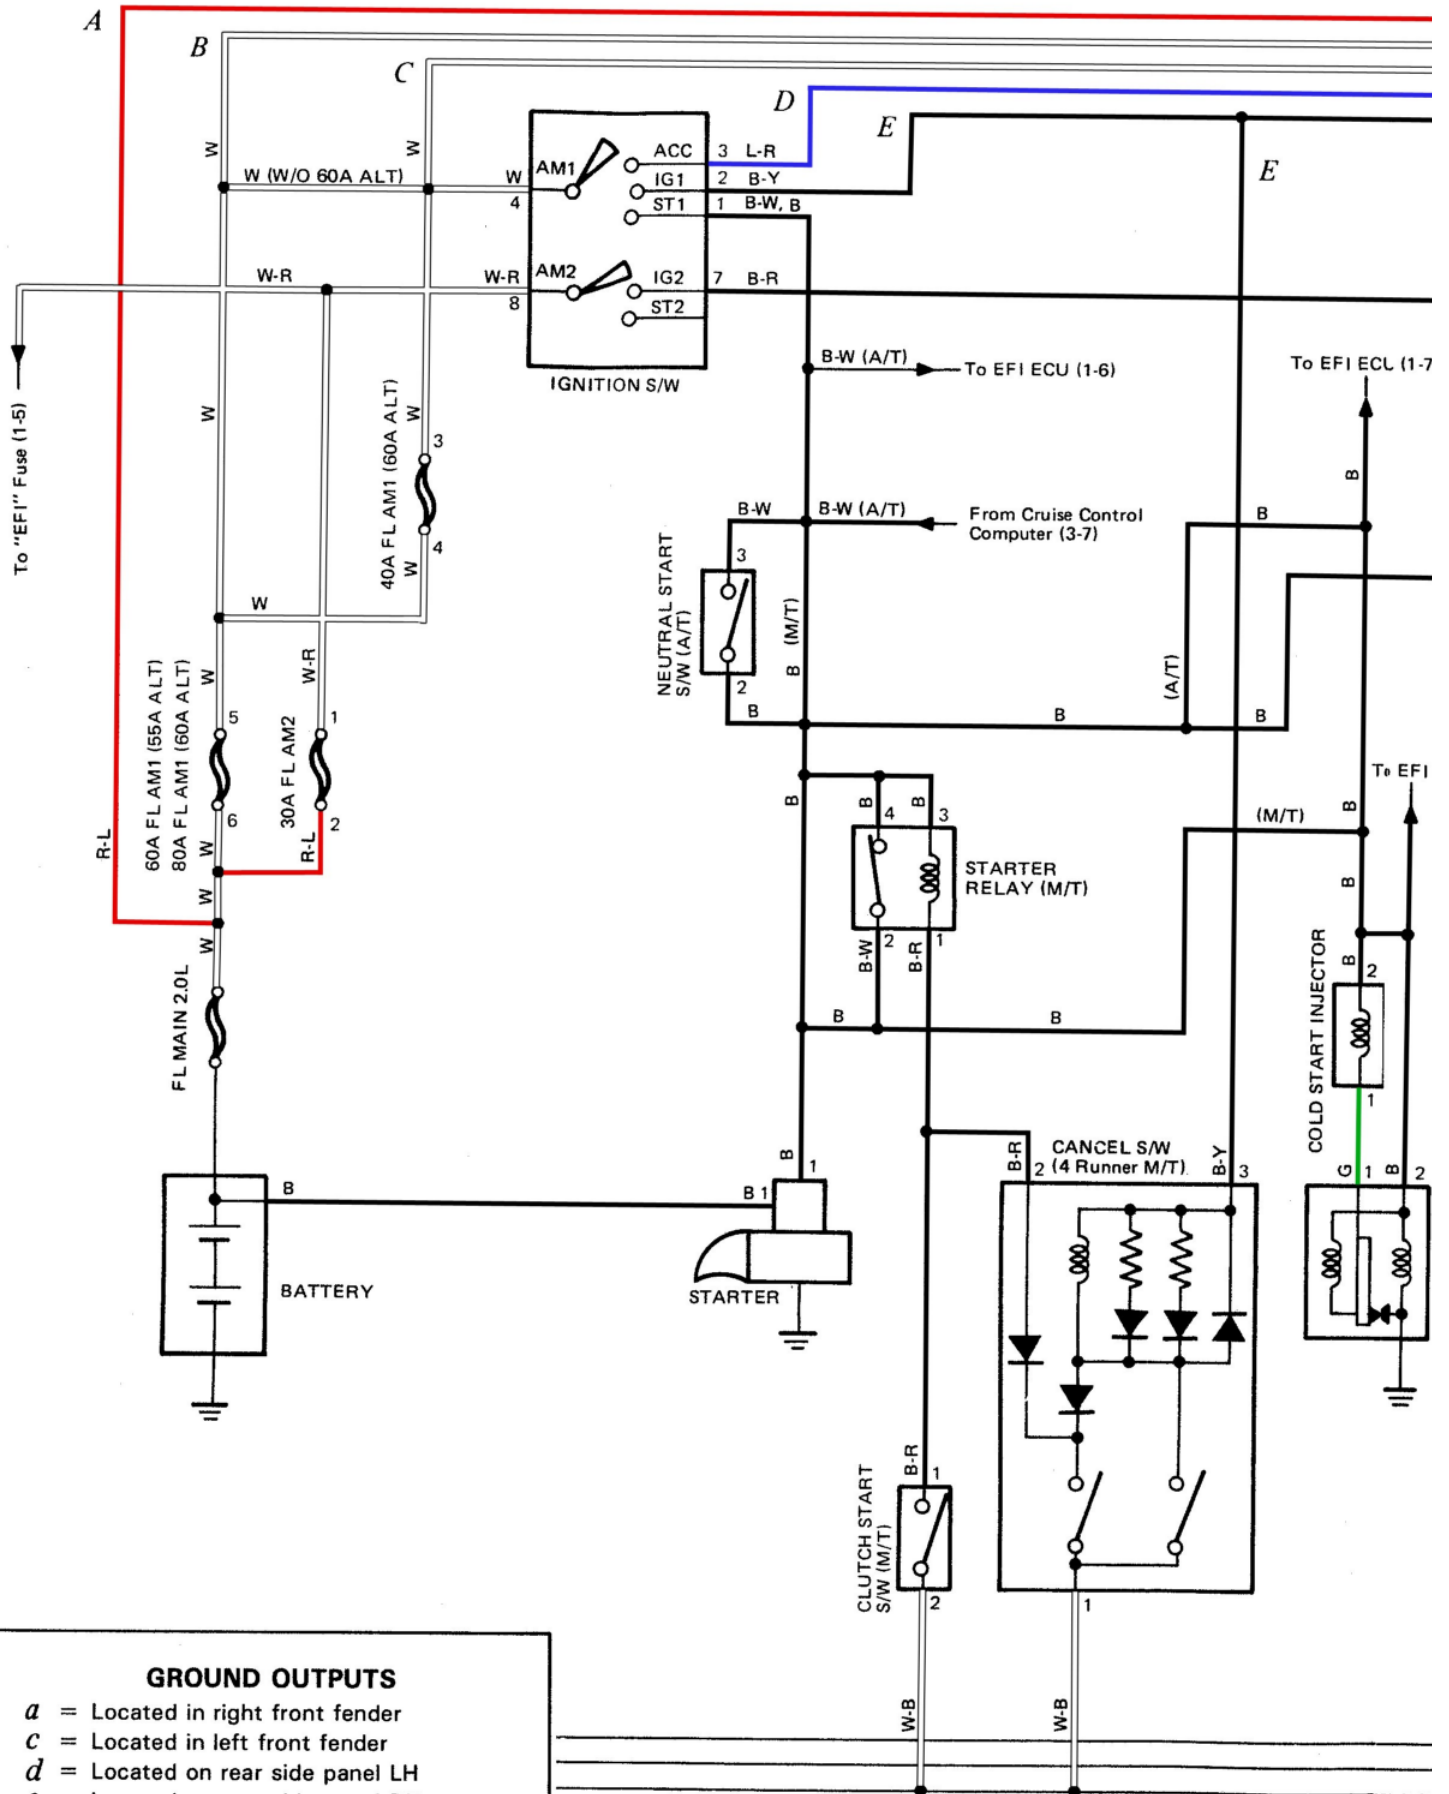 A
B
C
D
E
E
W
W
W (W/O 60A ALT)
W
4
AM1
ACC
3
L-R
IG1
2
B-Y
ST1
1
B-W, B
W-R
W-R
8
AM2
IG2
7
B-R
ST2
IGNITION S/W
B-W (A/T)
To EFI ECU (1-6)
To EFI ECU (1-7
To "EFI" Fuse (1-5)
W
W
3
40A FL AM1 (60A ALT)
4
W
W
B
B-W
B-W (A/T)
From Cruise Control
Computer (3-7)
B
3
NEUTRAL START
S/W (A/T)
(M/T)
B
2
B
B
(A/T)
B
W
W-R
5
1
60A FL AM1 (55A ALT)
80A FL AM1 (60A ALT)
30A FL AM2
6
2
W
R-L
R-L
W
W
FL MAIN 2.0L
B
B
B
4
3
STARTER
RELAY (M/T)
2
1
B-W
B-R
B
B
(M/T)
To EFI
B
B
B
2
COLD START INJECTOR
1
G
1
B
2
B
1
B
B 1
BATTERY
STARTER
B-R
2
CANCEL S/W
(4 Runner M/T)
B-Y
3
B-R
1
CLUTCH START
S/W (M/T)
2
1
W-B
W-B
GROUND OUTPUTS
a = Located in right front fender
c = Located in left front fender
d = Located on rear side panel LH